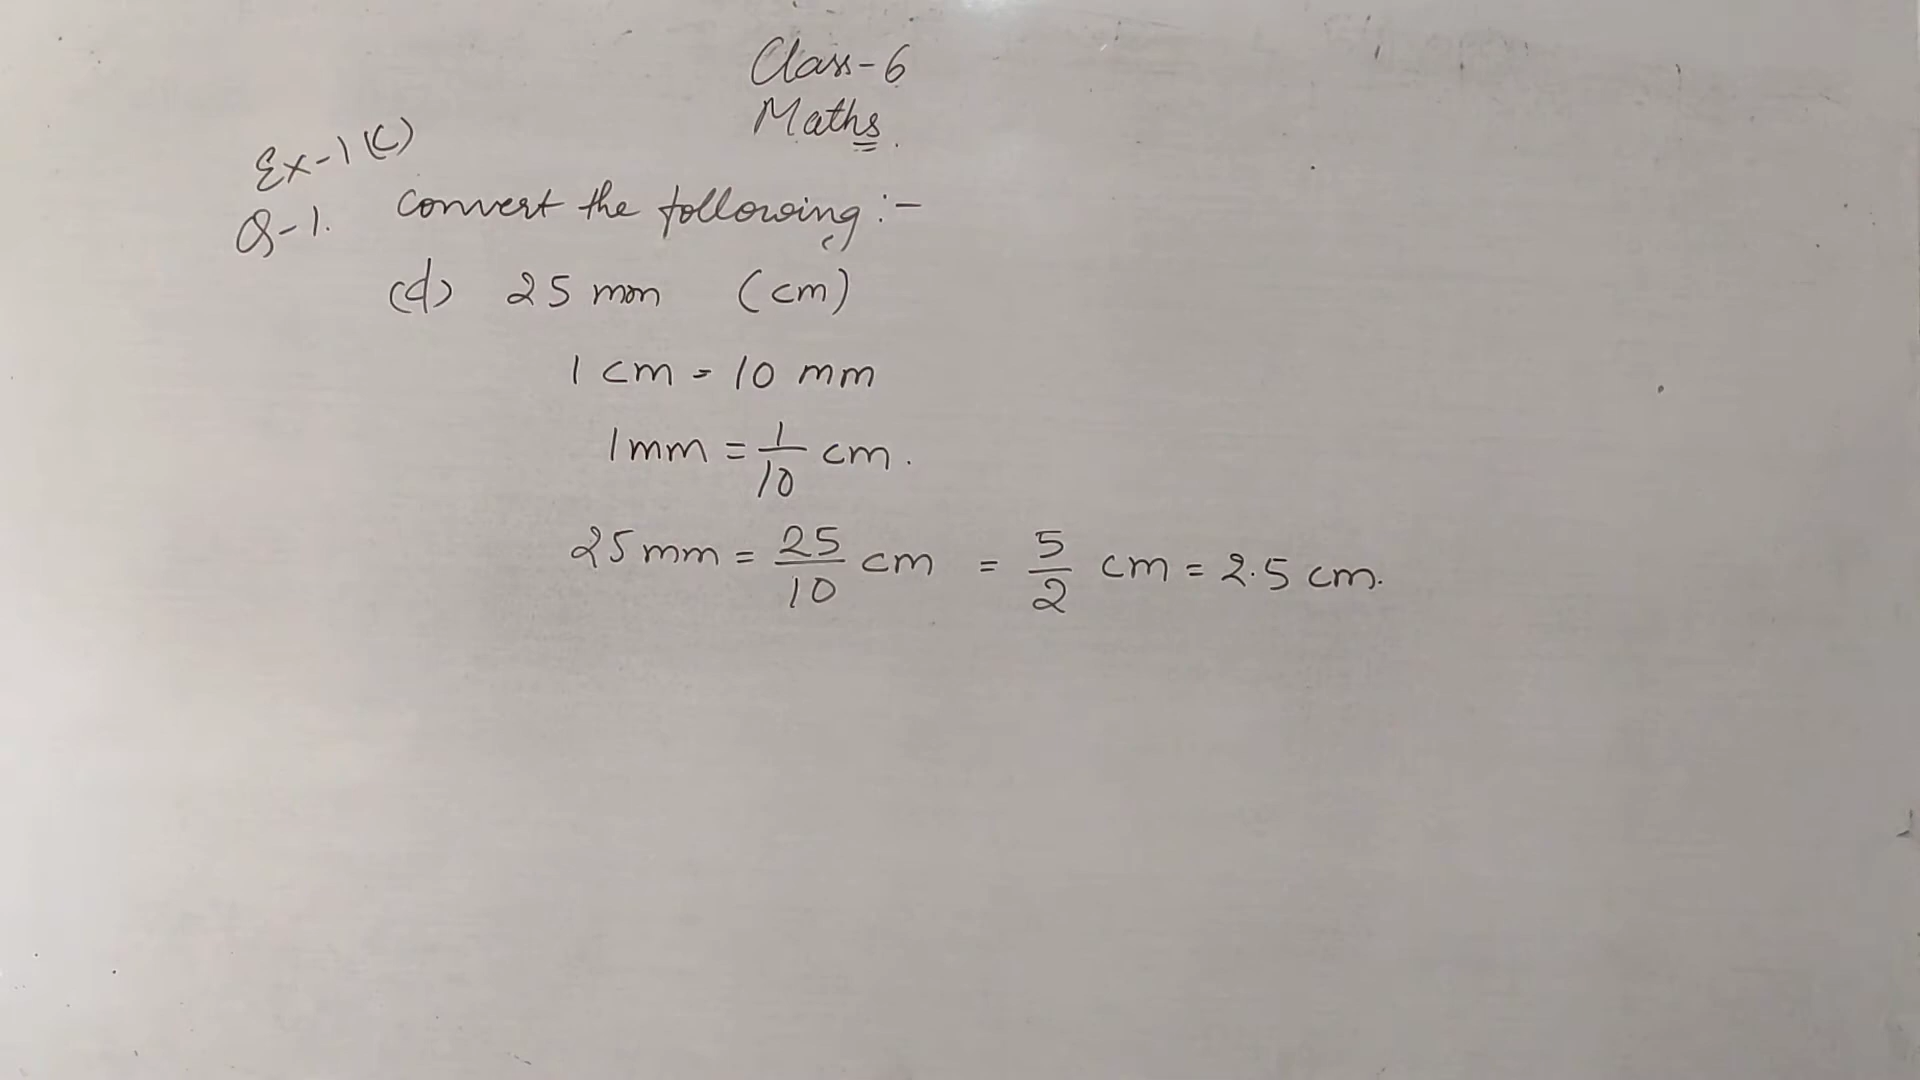 Class-6
Maths.
Ex-1(C)
Q-1. Convert the following :-
(d) 25 mm (cm)
1 cm = 10 mm
1 mm = 1/10 cm.
25 mm = 25/10 cm = 5/2 cm = 2.5 cm.